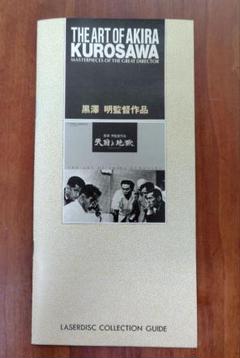 THE ART OF AKIRA
KUROSAWA
MASTERPIECES OF THE GREAT DIRECTOR
黒澤 明監督作品
天国と地獄
LASERDISC COLLECTION GUIDE